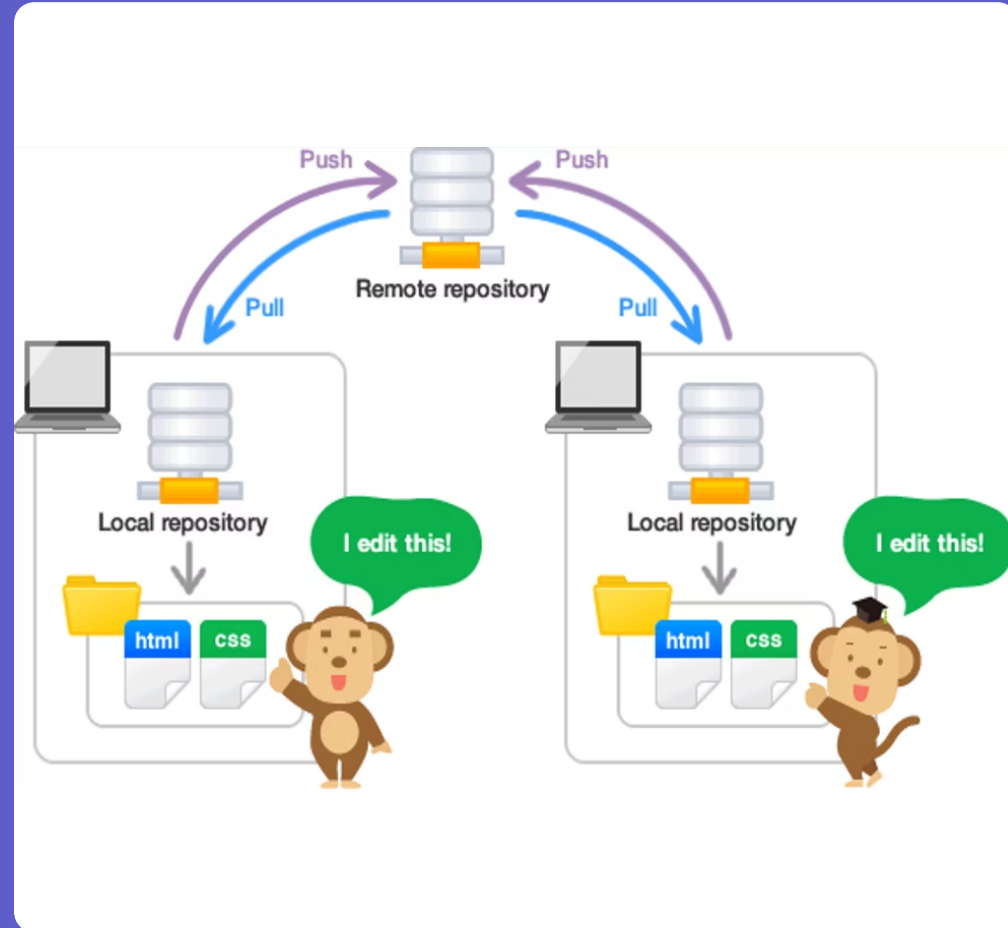 Push
Push
Remote repository
Pull
Pull
Local repository
Local repository
I edit this!
I edit this!
html
css
html
css